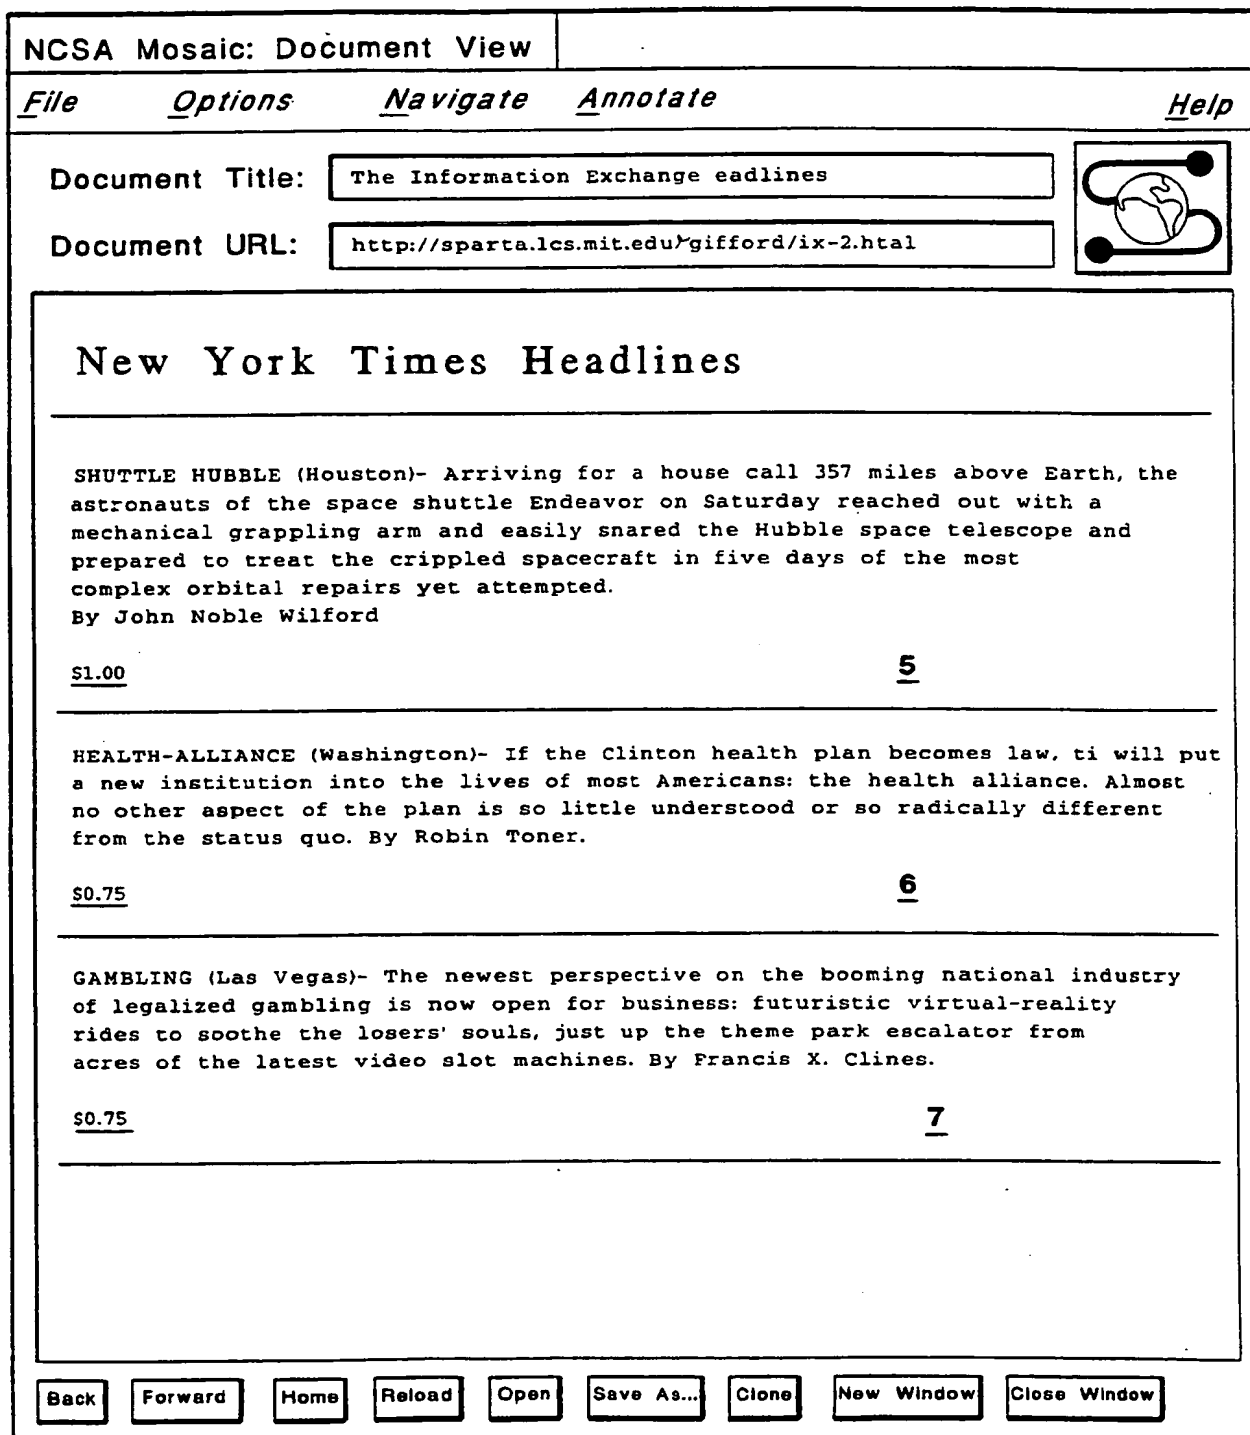 NCSA Mosaic: Document View
File Options Navigate Annotate Help
Document Title: The Information Exchange eadlines
Document URL: http://sparta.lcs.mit.edu/~gifford/ix-2.htal
New York Times Headlines
SHUTTLE HUBBLE (Houston)- Arriving for a house call 357 miles above Earth, the
astronauts of the space shuttle Endeavor on Saturday reached out with a
mechanical grappling arm and easily snared the Hubble space telescope and
prepared to treat the crippled spacecraft in five days of the most
complex orbital repairs yet attempted.
By John Noble Wilford
$1.00 5
HEALTH-ALLIANCE (Washington)- If the Clinton health plan becomes law, ti will put
a new institution into the lives of most Americans: the health alliance. Almost
no other aspect of the plan is so little understood or so radically different
from the status quo. By Robin Toner.
$0.75 6
GAMBLING (Las Vegas)- The newest perspective on the booming national industry
of legalized gambling is now open for business: futuristic virtual-reality
rides to soothe the losers' souls, just up the theme park escalator from
acres of the latest video slot machines. By Francis X. Clines.
$0.75 7
Back Forward Home Reload Open Save As... Clone New Window Close Window